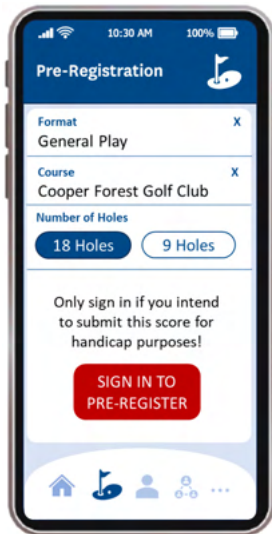 10:30 AM 100%
Pre-Registration
Format X
General Play
Course X
Cooper Forest Golf Club
Number of Holes
18 Holes 9 Holes
Only sign in if you intend
to submit this score for
handicap purposes!
SIGN IN TO
PRE-REGISTER